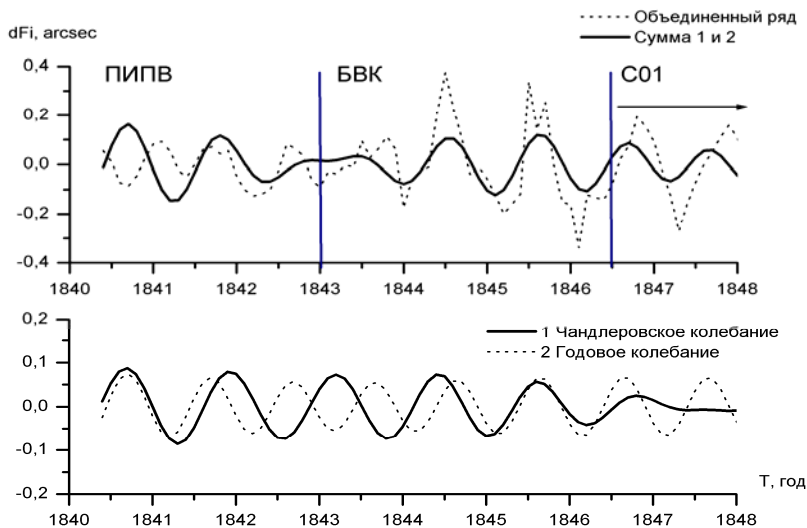 dFi, arcsec
Объединенный ряд
Сумма 1 и 2
ПИПВ
БВК
C01
0,4
0,2
0,0
-0,2
-0,4
1840 1841 1842 1843 1844 1845 1846 1847 1848
1 Чандлеровское колебание
2 Годовое колебание
0,2
0,1
0,0
-0,1
-0,2
Т, год
1840 1841 1842 1843 1844 1845 1846 1847 1848